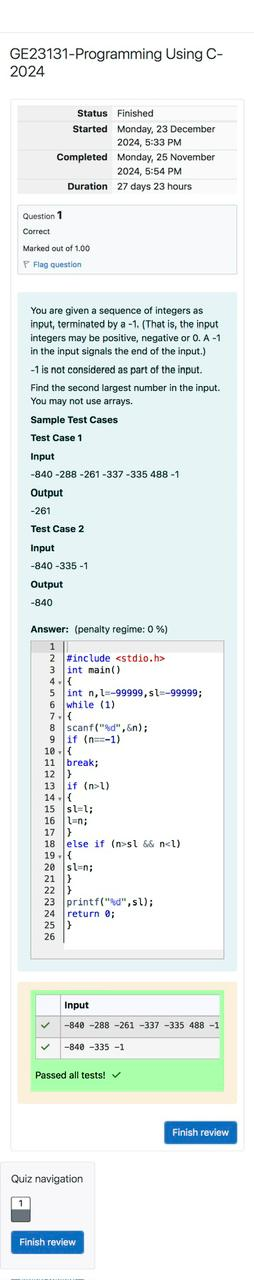 GE23131-Programming Using C-
2024
Status Finished
Started Monday, 23 December
2024, 5:33 PM
Completed Monday, 25 November
2024, 5:54 PM
Duration 27 days 23 hours
Question 1
Correct
Marked out of 1.00
Flag question
You are given a sequence of integers as
input, terminated by a -1. (That is, the input
integers may be positive, negative or 0. A -1
in the input signals the end of the input.)
-1 is not considered as part of the input.
Find the second largest number in the input.
You may not use arrays.
Sample Test Cases
Test Case 1
Input
-840 -288 -261 -337 -335 488 -1
Output
-261
Test Case 2
Input
-840 -335 -1
Output
-840
Answer: (penalty regime: 0 %)
1
2 #include <stdio.h>
3 int main()
4 {
5 int n,l=-99999,sl=-99999;
6 while (1)
7 {
8 scanf("%d",&n);
9 if (n==-1)
10 {
11 break;
12 }
13 if (n>l)
14 {
15 sl=l;
16 l=n;
17 }
18 else if (n>sl && n<l)
19 {
20 sl=n;
21 }
22 }
23 printf("%d",sl);
24 return 0;
25 }
26
Input
-840 -288 -261 -337 -335 488 -1
-840 -335 -1
Passed all tests!
Finish review
Quiz navigation
1
Finish review